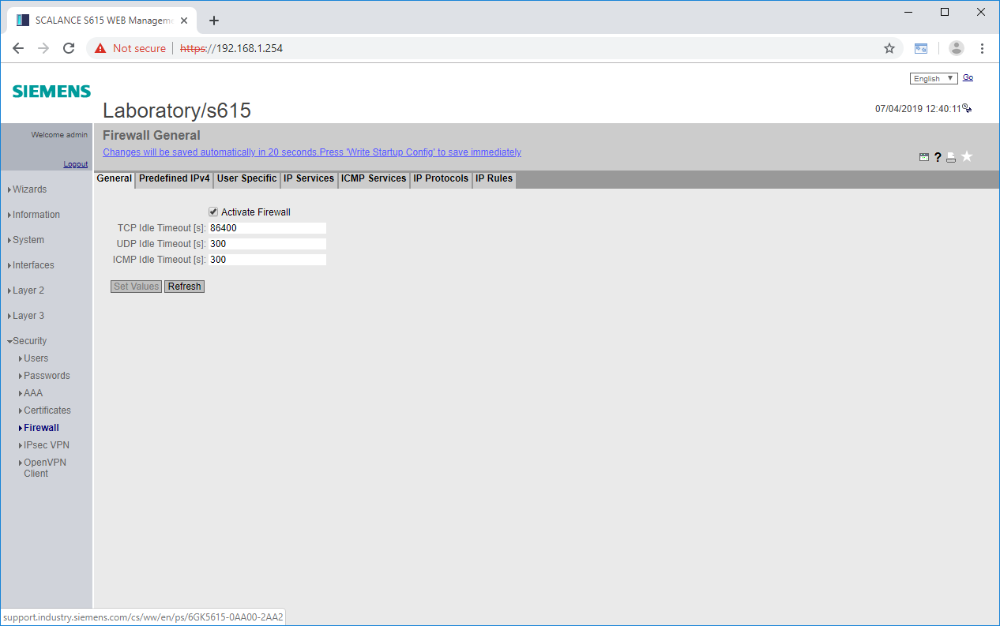 SCALANCE S615 WEB Manageme
Not secure https://192.168.1.254
English Go
SIEMENS
Laboratory/s615
07/04/2019 12:40:11
Welcome admin
Logout
Firewall General
Changes will be saved automatically in 20 seconds.Press 'Write Startup Config' to save immediately
?
General Predefined IPv4 User Specific IP Services ICMP Services IP Protocols IP Rules
Wizards
Information
System
Interfaces
Layer 2
Layer 3
Security
Users
Passwords
AAA
Certificates
Firewall
IPsec VPN
OpenVPN
Client
Activate Firewall
TCP Idle Timeout [s]: 86400
UDP Idle Timeout [s]: 300
ICMP Idle Timeout [s]: 300
Set Values Refresh
support.industry.siemens.com/cs/ww/en/ps/6GK5615-0AA00-2AA2